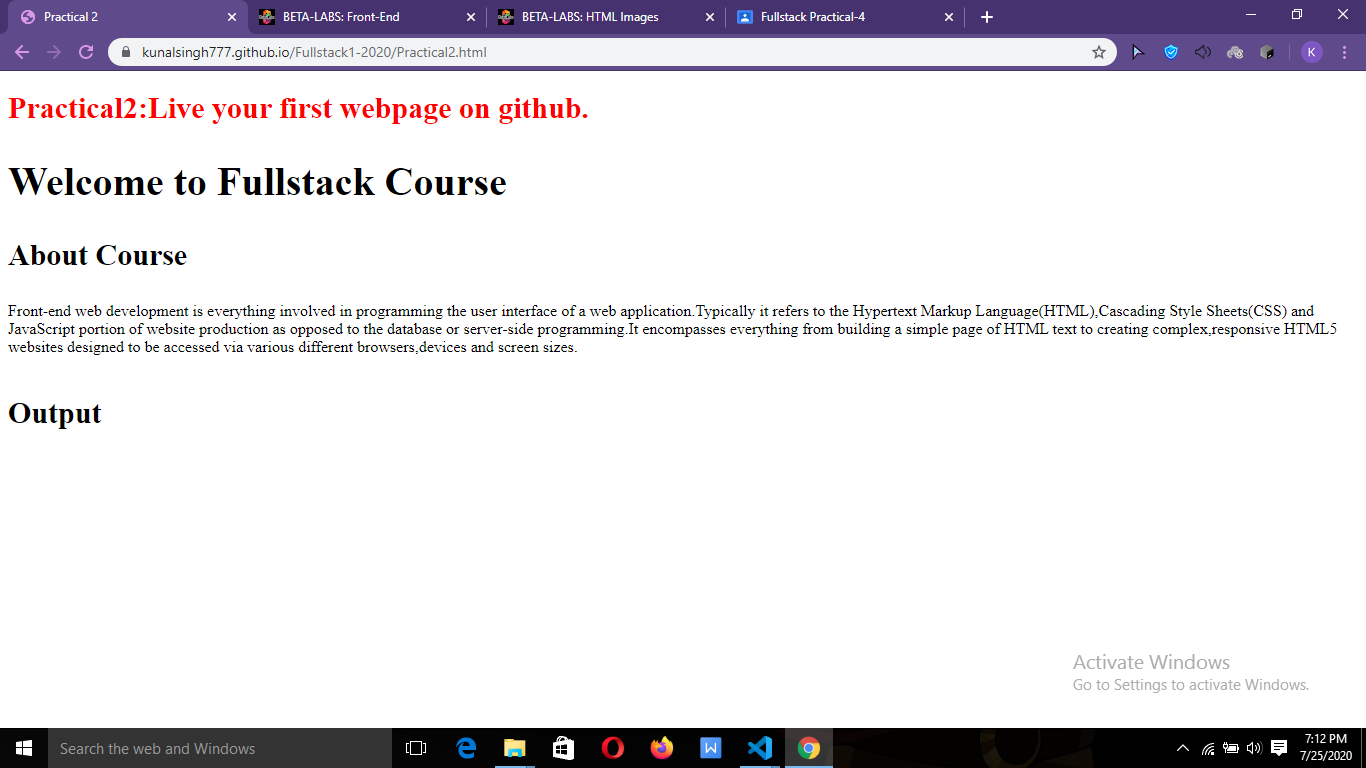 Practical 2
BETA-LABS: Front-End
BETA-LABS: HTML Images
Fullstack Practical-4
kunalsingh777.github.io/Fullstack1-2020/Practical2.html
K
Practical2:Live your first webpage on github.
Welcome to Fullstack Course
About Course
Front-end web development is everything involved in programming the user interface of a web application.Typically it refers to the Hypertext Markup Language(HTML),Cascading Style Sheets(CSS) and
JavaScript portion of website production as opposed to the database or server-side programming.It encompasses everything from building a simple page of HTML text to creating complex,responsive HTML5
websites designed to be accessed via various different browsers,devices and screen sizes.
Output
Activate Windows
Go to Settings to activate Windows.
Search the web and Windows
7:12 PM
7/25/2020